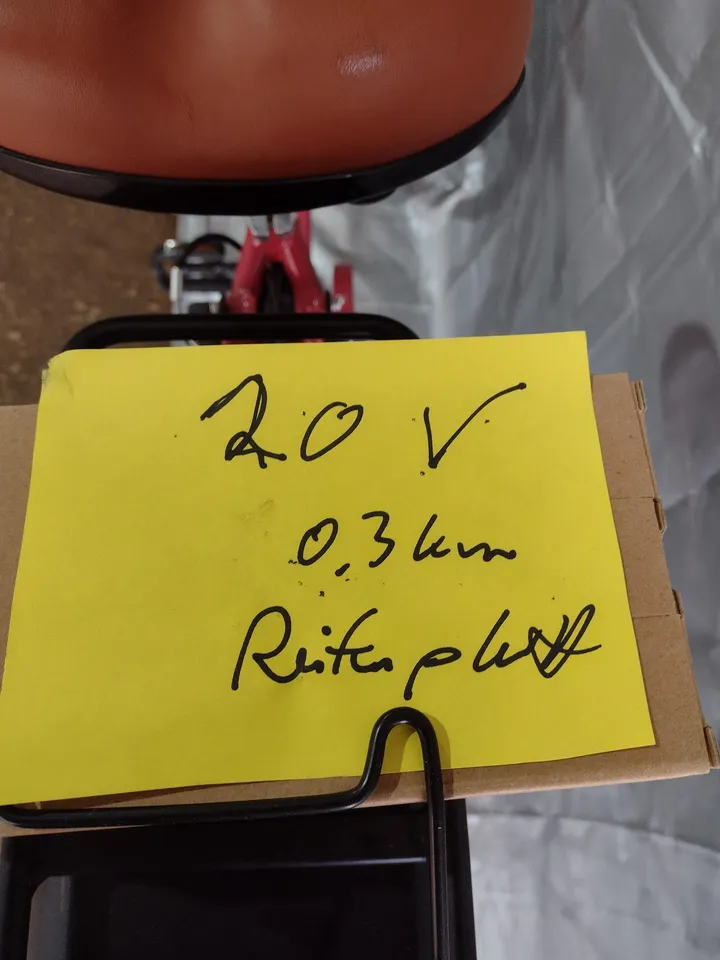 20 V
0,3 km
Reifen platt